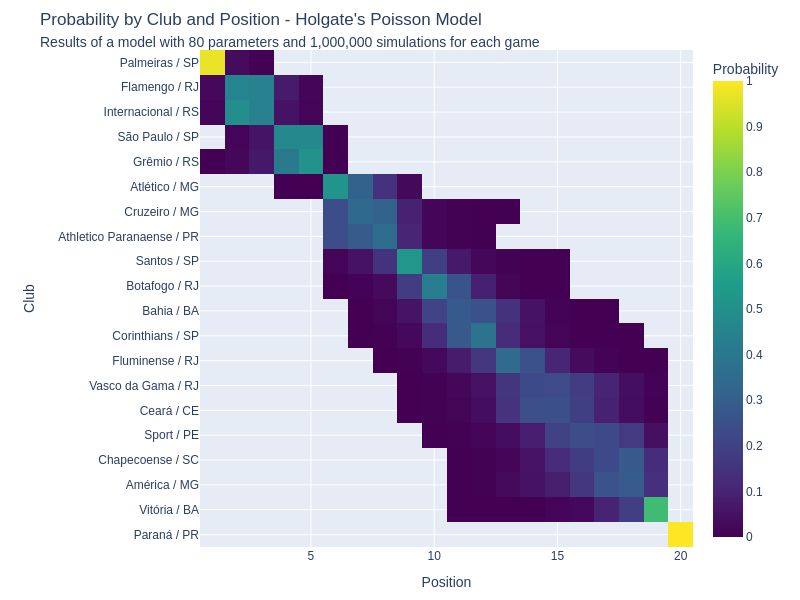 Probability by Club and Position - Holgate's Poisson Model
Results of a model with 80 parameters and 1,000,000 simulations for each game
Probability
Club
Palmeiras / SP
Flamengo / RJ
Internacional / RS
São Paulo / SP
Grêmio / RS
Atlético / MG
Cruzeiro / MG
Athletico Paranaense / PR
Santos / SP
Botafogo / RJ
Bahia / BA
Corinthians / SP
Fluminense / RJ
Vasco da Gama / RJ
Ceará / CE
Sport / PE
Chapecoense / SC
América / MG
Vitória / BA
Paraná / PR
5 10 15 20
Position
1
0.9
0.8
0.7
0.6
0.5
0.4
0.3
0.2
0.1
0